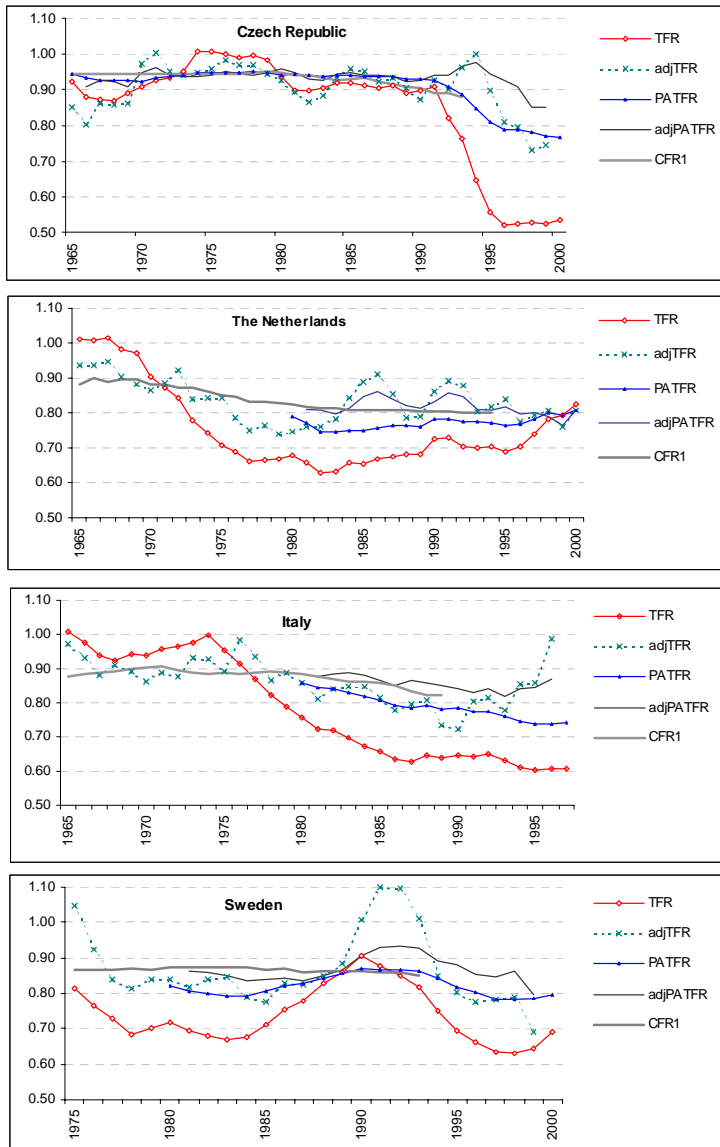 Czech Republic
1.10
1.00
0.90
0.80
0.70
0.60
0.50
1965
1970
1975
1980
1985
1990
1995
2000
TFR
adjTFR
PATFR
adjPATFR
CFR1
The Netherlands
1.10
1.00
0.90
0.80
0.70
0.60
0.50
1965
1970
1975
1980
1985
1990
1995
2000
TFR
adjTFR
PATFR
adjPATFR
CFR1
Italy
1.10
1.00
0.90
0.80
0.70
0.60
0.50
1965
1970
1975
1980
1985
1990
1995
TFR
adjTFR
PATFR
adjPATFR
CFR1
Sweden
1.10
1.00
0.90
0.80
0.70
0.60
0.50
1975
1980
1985
1990
1995
2000
TFR
adjTFR
PATFR
adjPATFR
CFR1